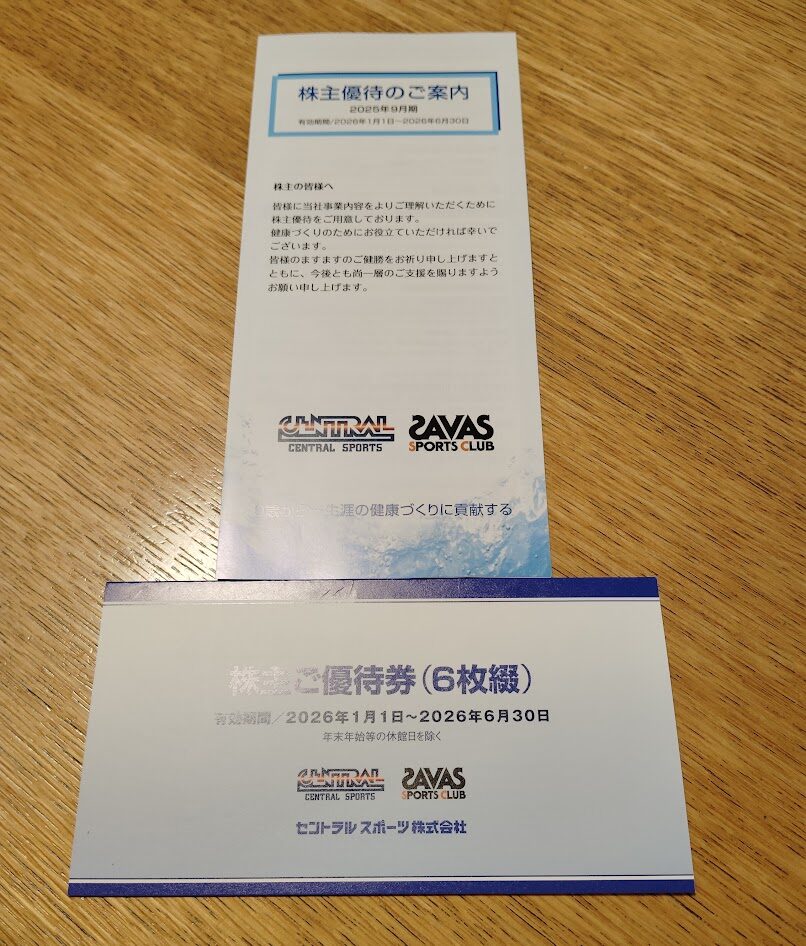 株主優待のご案内
2025年9月期
有効期間/2026年1月1日〜2026年6月30日
株主の皆様へ
皆様に当社事業内容をよりご理解いただくために
株主優待をご用意しております。
健康づくりのためにお役立ていただければ幸いで
ございます。
皆様のますますのご健勝をお祈り申し上げますと
ともに、今後とも尚一層のご支援を賜りますよう
お願い申し上げます。
CENTRAL
CENTRAL SPORTS
SAVAS
SPORTS CLUB
生涯の健康づくりに貢献する
株主ご優待券(6枚綴)
有効期間/2026年1月1日〜2026年6月30日
年末年始等の休館日を除く
CENTRAL
CENTRAL SPORTS
SAVAS
SPORTS CLUB
セントラルスポーツ株式会社